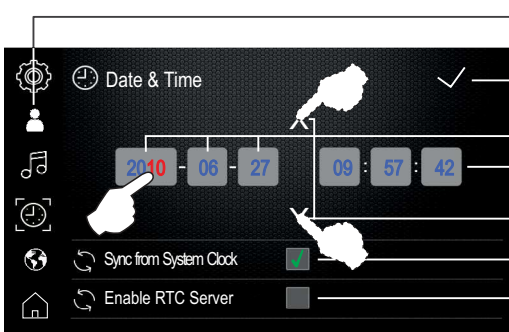 Date & Time
2010 - 06 - 27 09 : 57 : 42
Sync from System Clock
Enable RTC Server